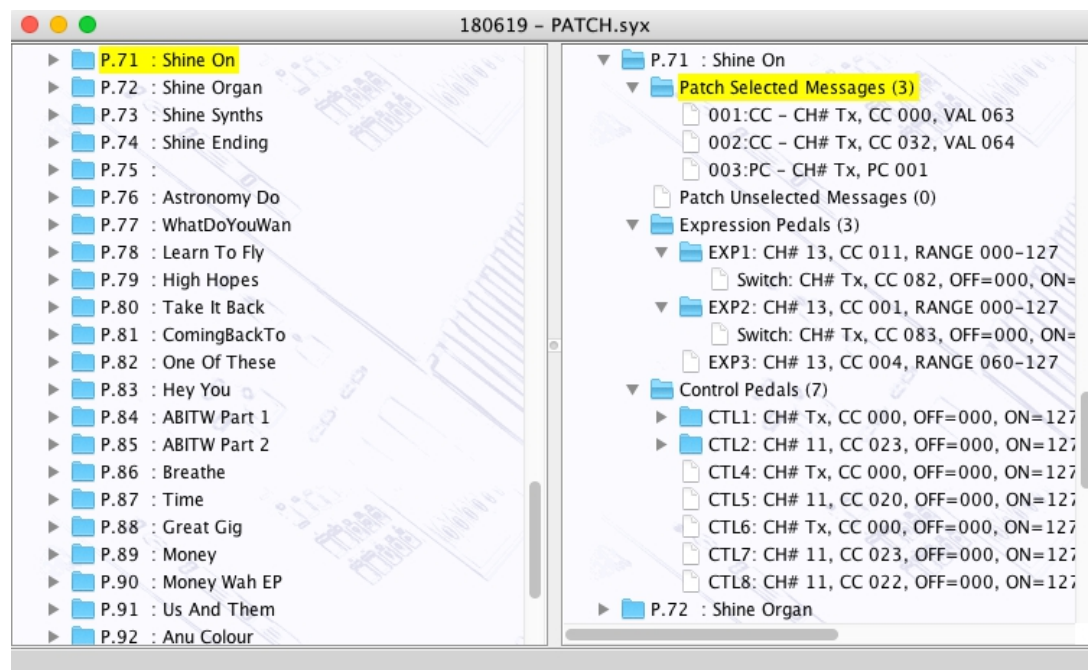 180619 – PATCH.syx
P.71 : Shine On
P.72 : Shine Organ
P.73 : Shine Synths
P.74 : Shine Ending
P.75 :
P.76 : Astronomy Do
P.77 : WhatDoYouWan
P.78 : Learn To Fly
P.79 : High Hopes
P.80 : Take It Back
P.81 : ComingBackTo
P.82 : One Of These
P.83 : Hey You
P.84 : ABITW Part 1
P.85 : ABITW Part 2
P.86 : Breathe
P.87 : Time
P.88 : Great Gig
P.89 : Money
P.90 : Money Wah EP
P.91 : Us And Them
P.92 : Anu Colour
P.71 : Shine On
Patch Selected Messages (3)
001:CC – CH# Tx, CC 000, VAL 063
002:CC – CH# Tx, CC 032, VAL 064
003:PC – CH# Tx, PC 001
Patch Unselected Messages (0)
Expression Pedals (3)
EXP1: CH# 13, CC 011, RANGE 000–127
Switch: CH# Tx, CC 082, OFF=000, ON=
EXP2: CH# 13, CC 001, RANGE 000–127
Switch: CH# Tx, CC 083, OFF=000, ON=
EXP3: CH# 13, CC 004, RANGE 060–127
Control Pedals (7)
CTL1: CH# Tx, CC 000, OFF=000, ON=127
CTL2: CH# 11, CC 023, OFF=000, ON=127
CTL4: CH# Tx, CC 000, OFF=000, ON=127
CTL5: CH# 11, CC 020, OFF=000, ON=127
CTL6: CH# Tx, CC 000, OFF=000, ON=127
CTL7: CH# 11, CC 023, OFF=000, ON=127
CTL8: CH# 11, CC 022, OFF=000, ON=127
P.72 : Shine Organ